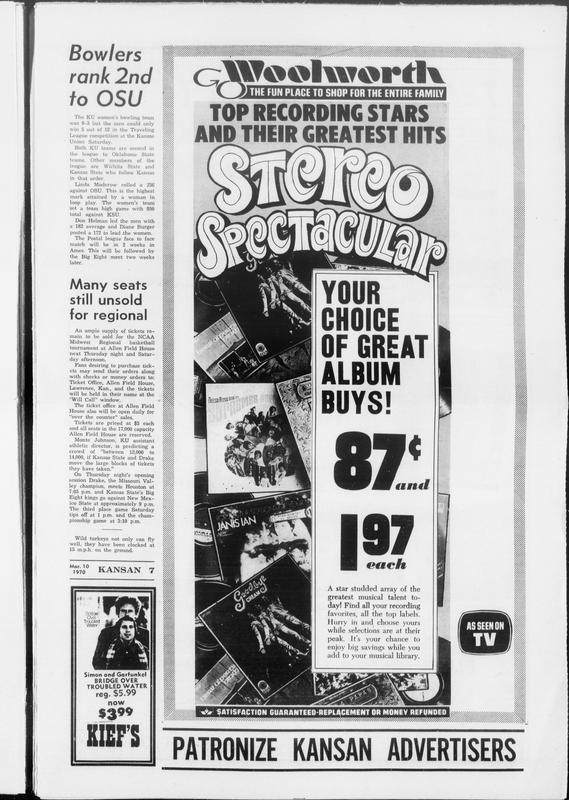 Bowlers
rank 2nd
to OSU
The KU women's bowling team
was 9-3 but the men could only
win 5 out of 12 in the Traveling
League competition at the Kansas
Union Saturday.
Both KU teams are second in
the league to Oklahoma State
teams. Other members of the
league are Wichita State and
Kansas State who follow Kansas
in that order.
Linda Medsrow rolled a 256
against OSU. This is the highest
mark attained by a woman in
loop play. The women's team
set a team high game with 930
total against KSU.
Don Helman led the men with
a 182 average and Diane Burger
posted a 172 to lead the women.
The Postal league face to face
match will be in 2 weeks in
Ames. This will be followed by
the Big Eight meet two weeks
later.
Many seats
still unsold
for regional
An ample supply of tickets re-
main to be sold for the NCAA
Midwest Regional basketball
tournament at Allen Field House
next Thursday night and Satur-
day afternoon.
Fans desiring to purchase tick-
ets may send their orders along
with checks or money orders to:
Ticket Office, Allen Field House,
Lawrence, Kan., and the tickets
will be held in their name at the
"Will Call" window.
The ticket office at Allen Field
House also will be open daily for
"over the counter" sales.
Tickets are priced at $5 each
and all seats in the 17,000 capacity
Allen Field House are reserved.
Monte Johnson, KU assistant
athletic director, is predicting a
crowd of "between 12,000 to
14,000, if Kansas State and Drake
move the large blocks of tickets
they have taken."
On Thursday night's opening
session Drake, the Missouri Val-
ley champion, meets Houston at
7:05 p.m. and Kansas State's Big
Eight kings go against New Mex-
ico State at approximately 9 p.m.
The third place game Saturday
tips off at 1 p.m. and the cham-
pionship game at 3:10 p.m.
Wild turkeys not only can fly
well, they have been clocked at
15 m.p.h. on the ground.
Mar. 10
1970 KANSAN 7
Bridge
Over
Troubled
Water
Simon and Garfunkel
BRIDGE OVER
TROUBLED WATER
reg. $5.99
now
$3.99
KIEF'S
GO Woolworth
THE FUN PLACE TO SHOP FOR THE ENTIRE FAMILY
TOP RECORDING STARS
AND THEIR GREATEST HITS
STEREO
SPECTACULAR
YOUR
CHOICE
OF GREAT
ALBUM
BUYS!
87¢
and
1 97
each
A star studded array of the
greatest musical talent to-
day! Find all your recording
favorites, all the top labels.
Hurry in and choose yours
while selections are at their
peak. It's your chance to
enjoy big savings while you
add to your musical library.
JANIS IAN
Goodbye
CREAM
AS SEEN ON
TV
SATISFACTION GUARANTEED-REPLACEMENT OR MONEY REFUNDED
PATRONIZE KANSAN ADVERTISERS